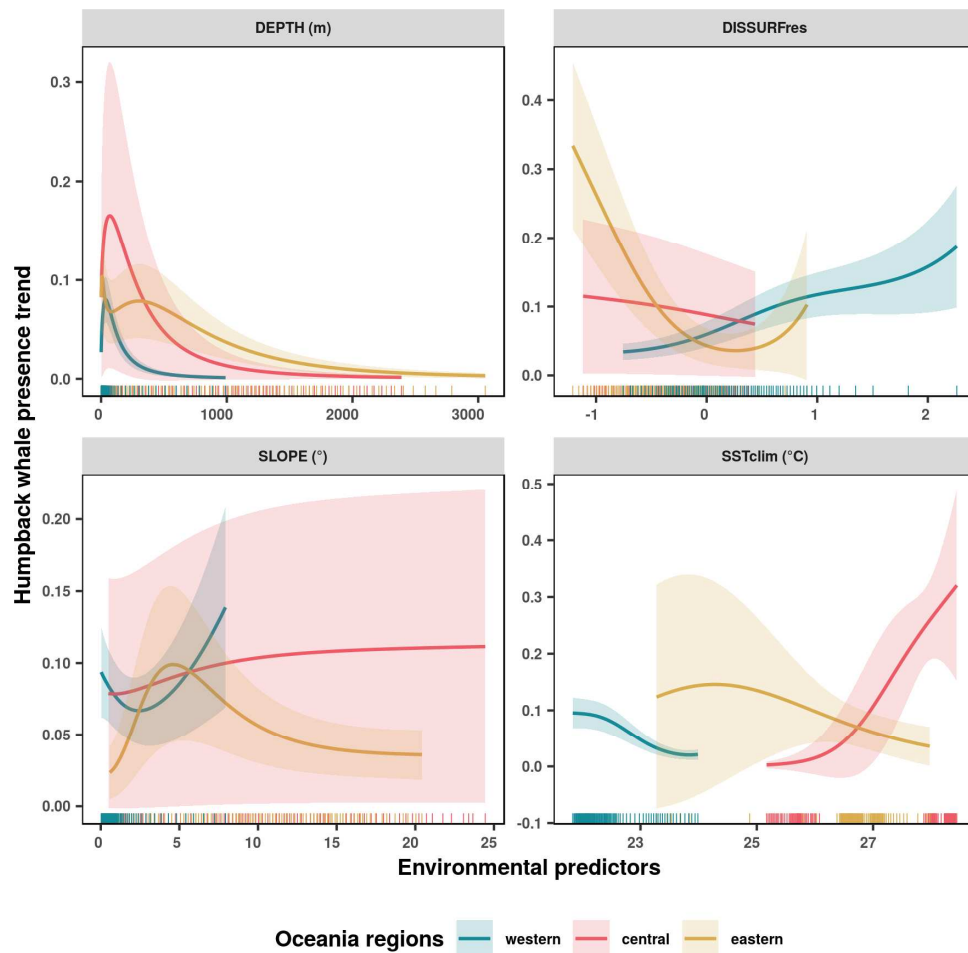 DEPTH (m)
DISSURFres
0.3
0.2
0.1
0.0
0 1000 2000 3000
0.4
0.3
0.2
0.1
0.0
-1 0 1 2
Humpback whale presence trend
SLOPE (°)
SSTclim (°C)
0.20
0.15
0.10
0.05
0.00
0 5 10 15 20 25
0.5
0.4
0.3
0.2
0.1
0.0
-0.1
23 25 27
Environmental predictors
Oceania regions western central eastern